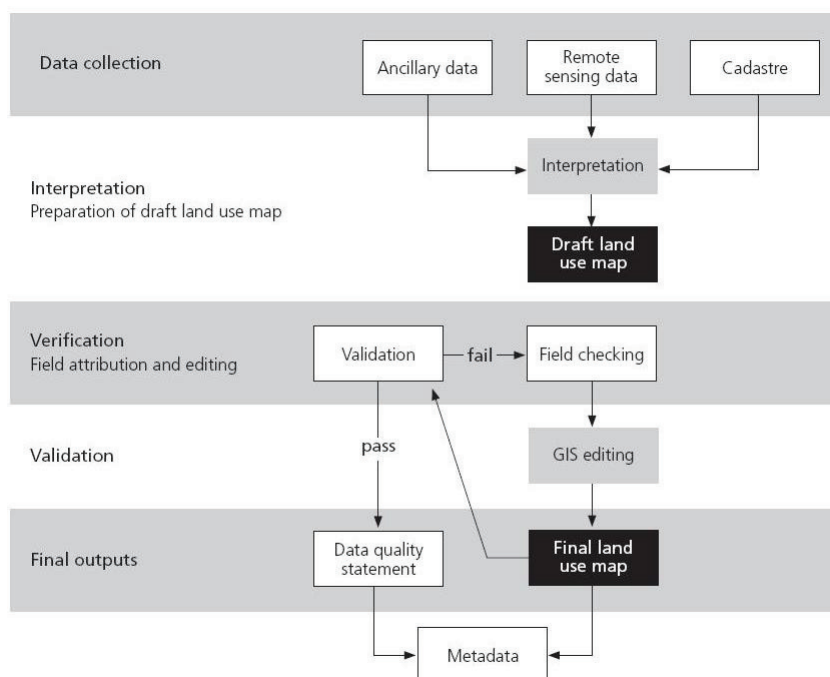 Data collection
Ancillary data
Remote
sensing data
Cadastre
Interpretation
Preparation of draft land use map
Interpretation
Draft land
use map
Verification
Field attribution and editing
Validation
fail
Field checking
Validation
pass
GIS editing
Final outputs
Data quality
statement
Final land
use map
Metadata